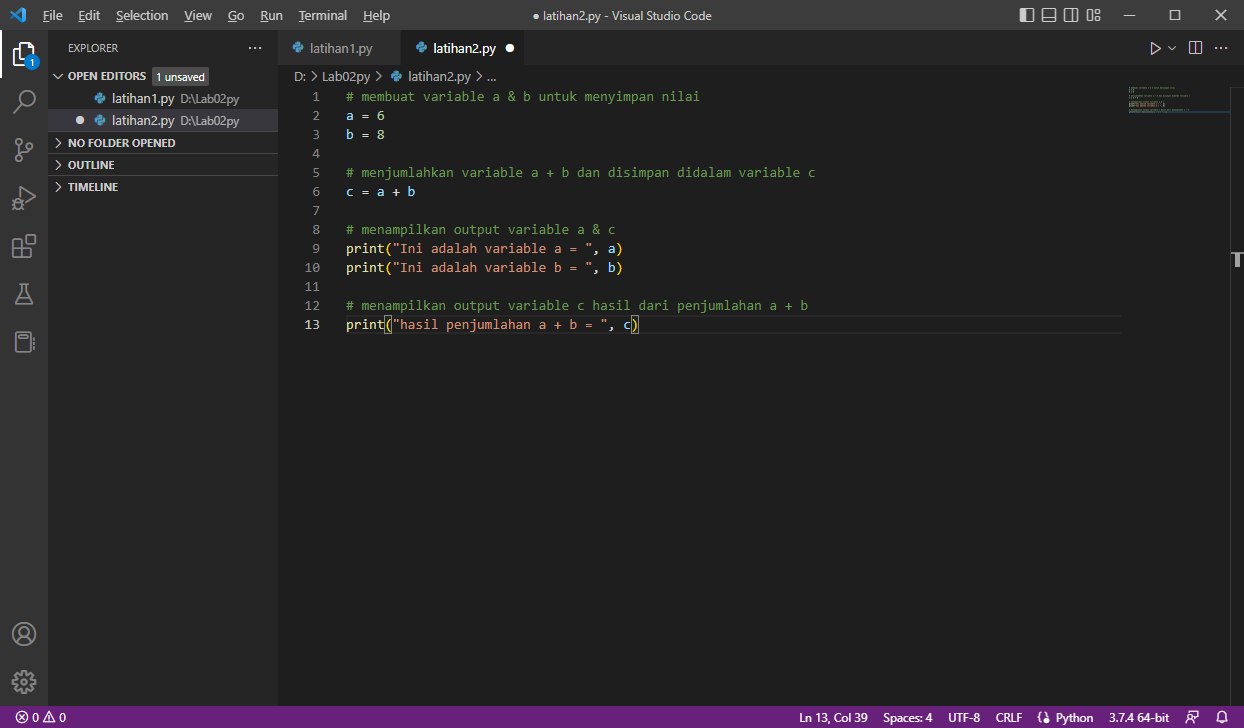 File Edit Selection View Go Run Terminal Help ● latihan2.py - Visual Studio Code
EXPLORER ···
OPEN EDITORS 1 unsaved
latihan1.py D:\Lab02py
● latihan2.py D:\Lab02py
NO FOLDER OPENED
OUTLINE
TIMELINE
1
latihan1.py latihan2.py ●
D: > Lab02py > latihan2.py > ...
1 # membuat variable a & b untuk menyimpan nilai
2 a = 6
3 b = 8
4
5 # menjumlahkan variable a + b dan disimpan didalam variable c
6 c = a + b
7
8 # menampilkan output variable a & c
9 print("Ini adalah variable a = ", a)
10 print("Ini adalah variable b = ", b)
11
12 # menampilkan output variable c hasil dari penjumlahan a + b
13 print("hasil penjumlahan a + b = ", c)
0 0 Ln 13, Col 39 Spaces: 4 UTF-8 CRLF Python 3.7.4 64-bit